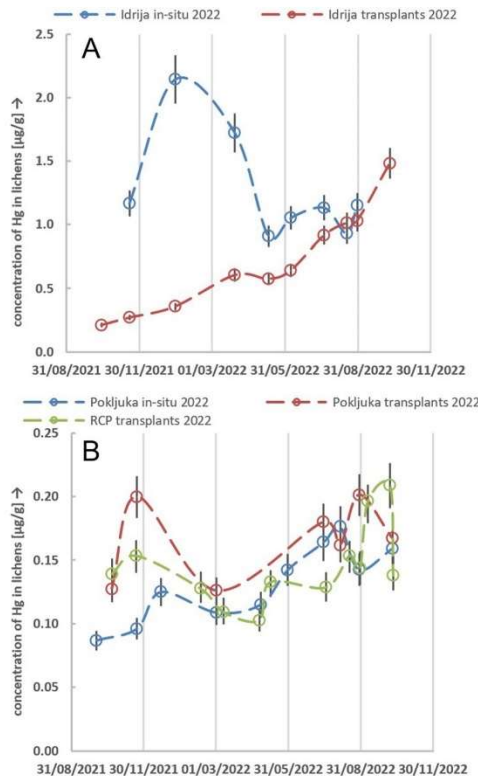 Idrija in-situ 2022 Idrija transplants 2022
A
concentration of Hg in lichens [µg/g] →
2.5
2.0
1.5
1.0
0.5
0.0
31/08/2021 30/11/2021 01/03/2022 31/05/2022 31/08/2022 30/11/2022
Pokljuka in-situ 2022 Pokljuka transplants 2022
RCP transplants 2022
B
concentration of Hg in lichens [µg/g] →
0.25
0.20
0.15
0.10
0.05
0.00
31/08/2021 30/11/2021 01/03/2022 31/05/2022 31/08/2022 30/11/2022